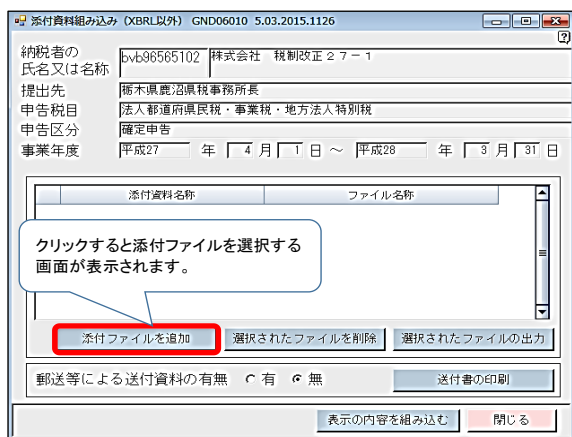 添付資料組み込み（XBRL以外） GND06010 5.03.2015.1126
納税者の
氏名又は名称 bvb96565102 株式会社 税制改正２７－１
提出先 栃木県鹿沼県税事務所長
申告税目 法人都道府県民税・事業税・地方法人特別税
申告区分 確定申告
事業年度 平成27 年 4 月 1 日 ～ 平成28 年 3 月 31 日
添付資料名称 ファイル名称
クリックすると添付ファイルを選択する
画面が表示されます。
添付ファイルを追加 選択されたファイルを削除 選択されたファイルの出力
郵送等による送付資料の有無 有 無 送付書の印刷
表示の内容を組み込む 閉じる